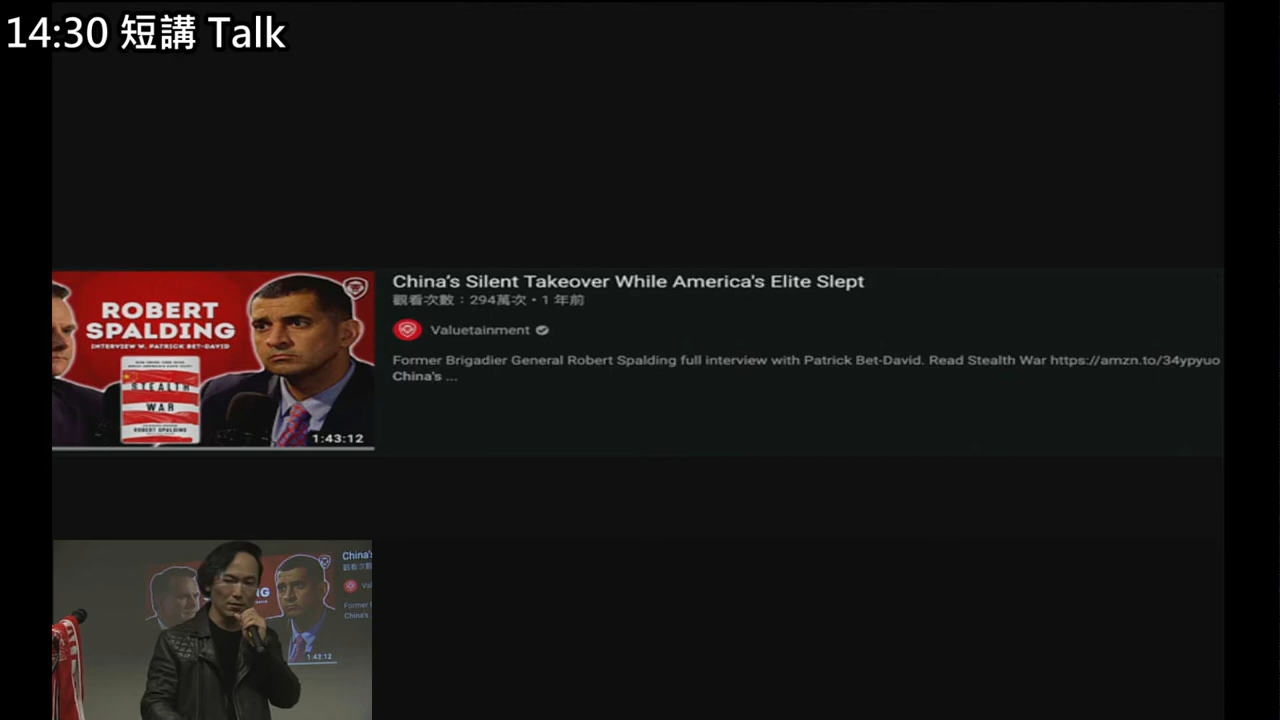 14:30 短講 Talk
China's Silent Takeover While America's Elite Slept
觀看次數：294萬次・1 年前
Valuetainment
Former Brigadier General Robert Spalding full interview with Patrick Bet-David. Read Stealth War https://amzn.to/34ypyuo
China's ...
ROBERT
SPALDING
INTERVIEW W. PATRICK BET-DAVID
STEALTH
WAR
ROBERT SPALDING
1:43:12
China's
觀看次數
Val
Former
China's
NG
1:43:12